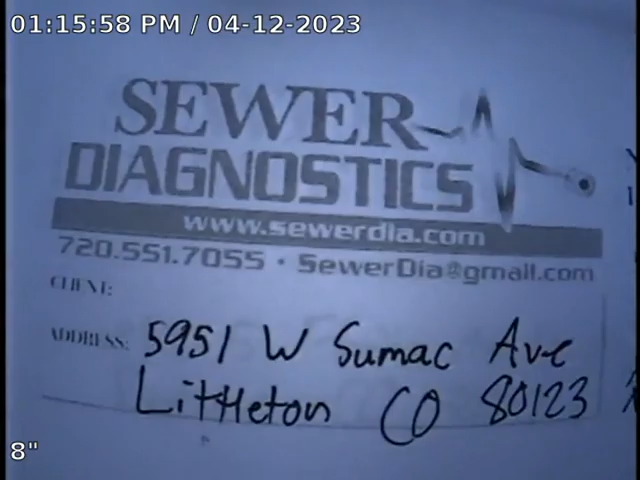 01:15:58 PM / 04-12-2023
SEWER
DIAGNOSTICS
www.sewerdia.com
720.551.7055 • SewerDia@gmail.com
CLIENT:
ADDRESS: 5951 W Sumac Ave
Littleton CO 80123
8"